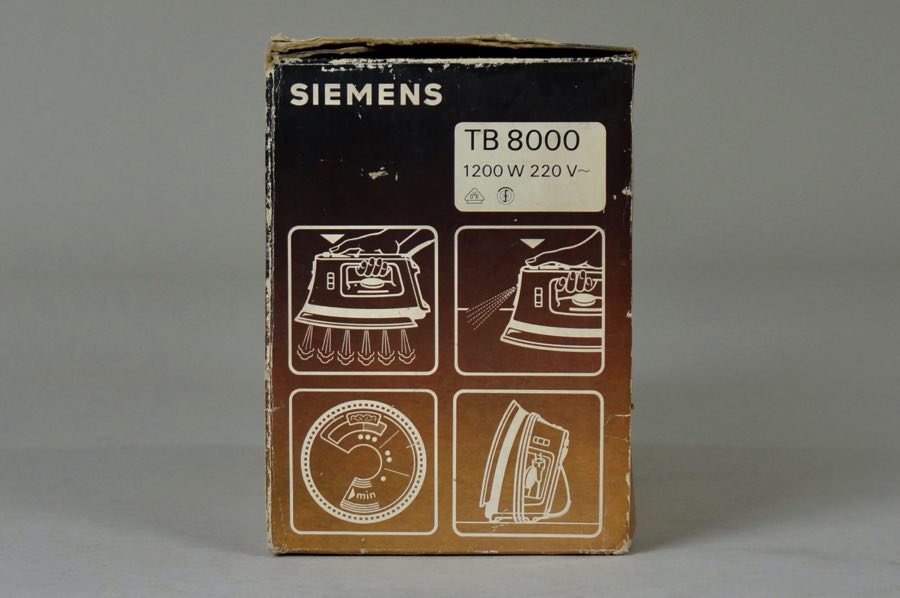 SIEMENS
TB 8000
1200 W 220 V~
min